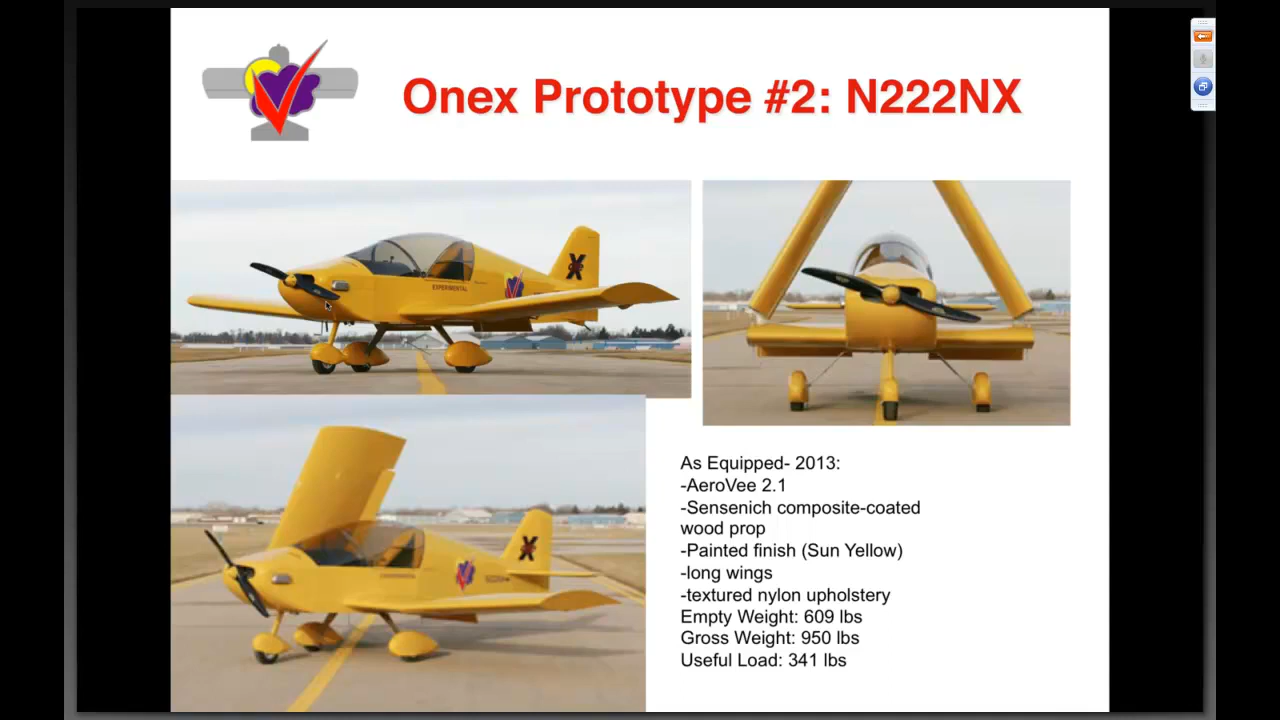 Onex Prototype #2: N222NX
EXPERIMENTAL
X
X
As Equipped- 2013:
-AeroVee 2.1
-Sensenich composite-coated
wood prop
-Painted finish (Sun Yellow)
-long wings
-textured nylon upholstery
Empty Weight: 609 lbs
Gross Weight: 950 lbs
Useful Load: 341 lbs